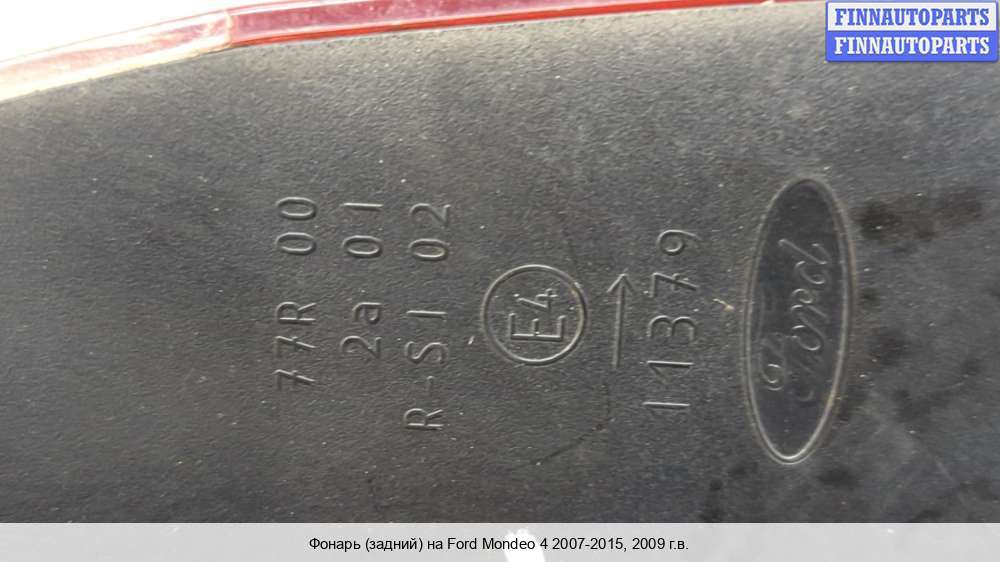 FINNAUTOPARTS
FINNAUTOPARTS
77R 00
2a 01
R-S1 02
E4
11379
Ford
Фонарь (задний) на Ford Mondeo 4 2007-2015, 2009 г.в.